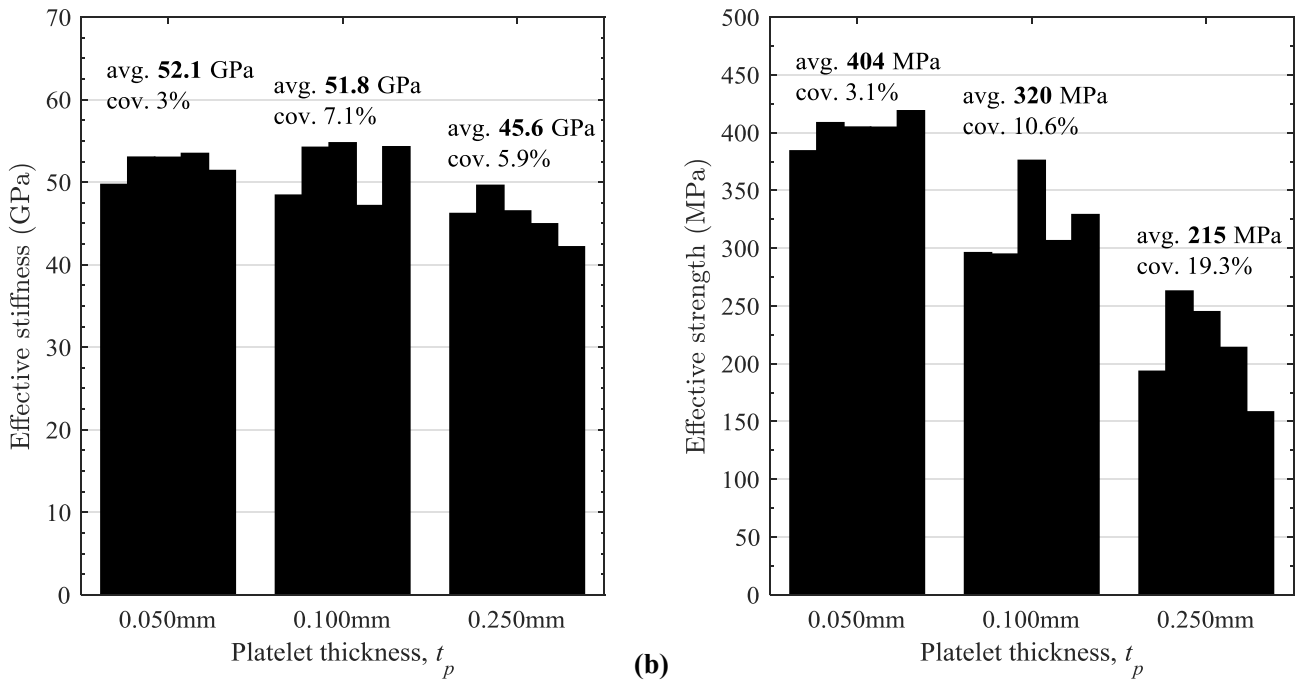 70
60
50
40
30
20
10
0
Effective stiffness (GPa)
avg. 52.1 GPa
cov. 3%
avg. 51.8 GPa
cov. 7.1%
avg. 45.6 GPa
cov. 5.9%
0.050mm
0.100mm
0.250mm
Platelet thickness, t_p
(b)
500
450
400
350
300
250
200
150
100
50
0
Effective strength (MPa)
avg. 404 MPa
cov. 3.1%
avg. 320 MPa
cov. 10.6%
avg. 215 MPa
cov. 19.3%
0.050mm
0.100mm
0.250mm
Platelet thickness, t_p